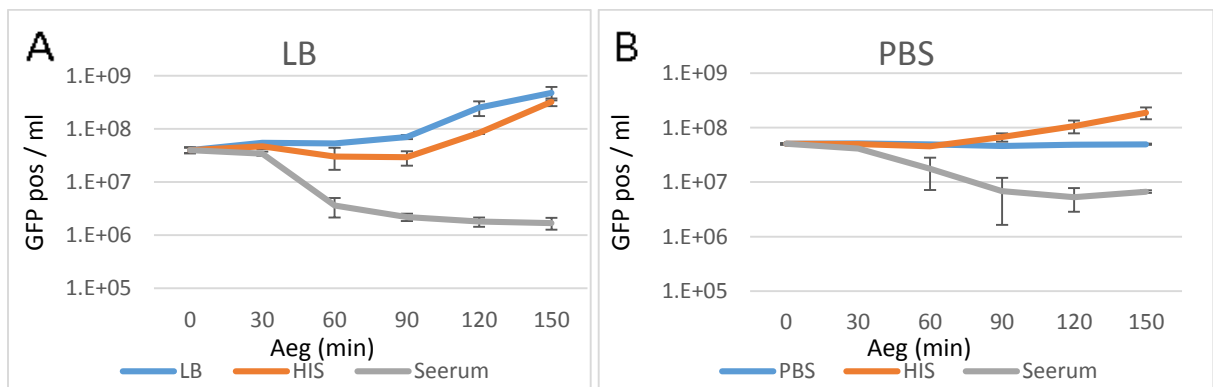 A
LB
GFP pos / ml
1.E+09
1.E+08
1.E+07
1.E+06
1.E+05
0 30 60 90 120 150
Aeg (min)
LB HIS Seerum
B
PBS
GFP pos / ml
1.E+09
1.E+08
1.E+07
1.E+06
1.E+05
0 30 60 90 120 150
Aeg (min)
PBS HIS Seerum